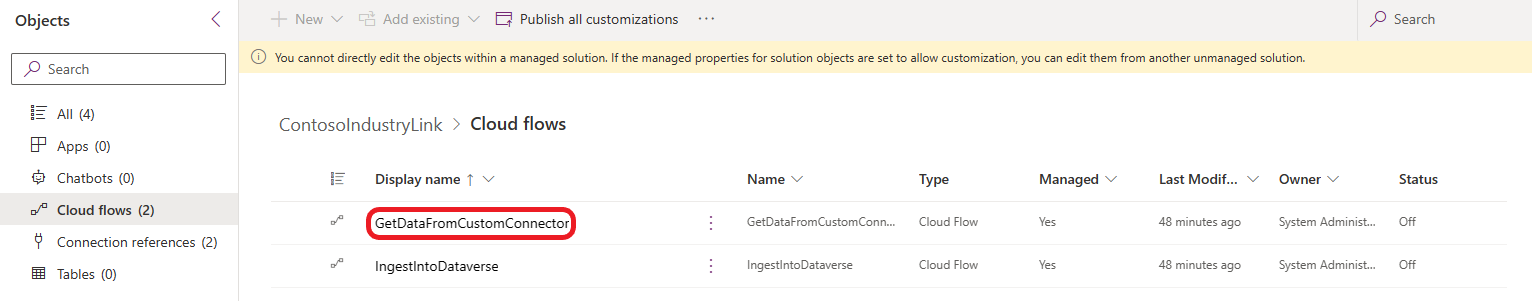 Objects
New
Add existing
Publish all customizations
···
Search
Search
You cannot directly edit the objects within a managed solution. If the managed properties for solution objects are set to allow customization, you can edit them from another unmanaged solution.
All (4)
Apps (0)
Chatbots (0)
Cloud flows (2)
Connection references (2)
Tables (0)
ContosoIndustryLink > Cloud flows
Display name ↑ Name Type Managed Last Modif... Owner Status
GetDataFromCustomConnector GetDataFromCustomConn... Cloud Flow Yes 48 minutes ago System Administ... Off
IngestIntoDataverse IngestIntoDataverse Cloud Flow Yes 48 minutes ago System Administ... Off